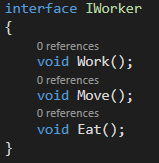 interface IWorker
{
0 references
void Work();
0 references
void Move();
0 references
void Eat();
}